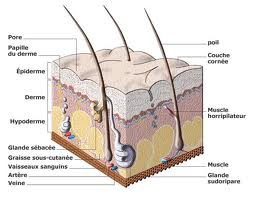 Pore
Papille
du derme
Épiderme
Derme
Hypoderme
Glande sébacée
Graisse sous-cutanée
Vaisseaux sanguins
Artère
Veine
poil
Couche
cornée
Muscle
horripilateur
Muscle
Glande
sudoripare